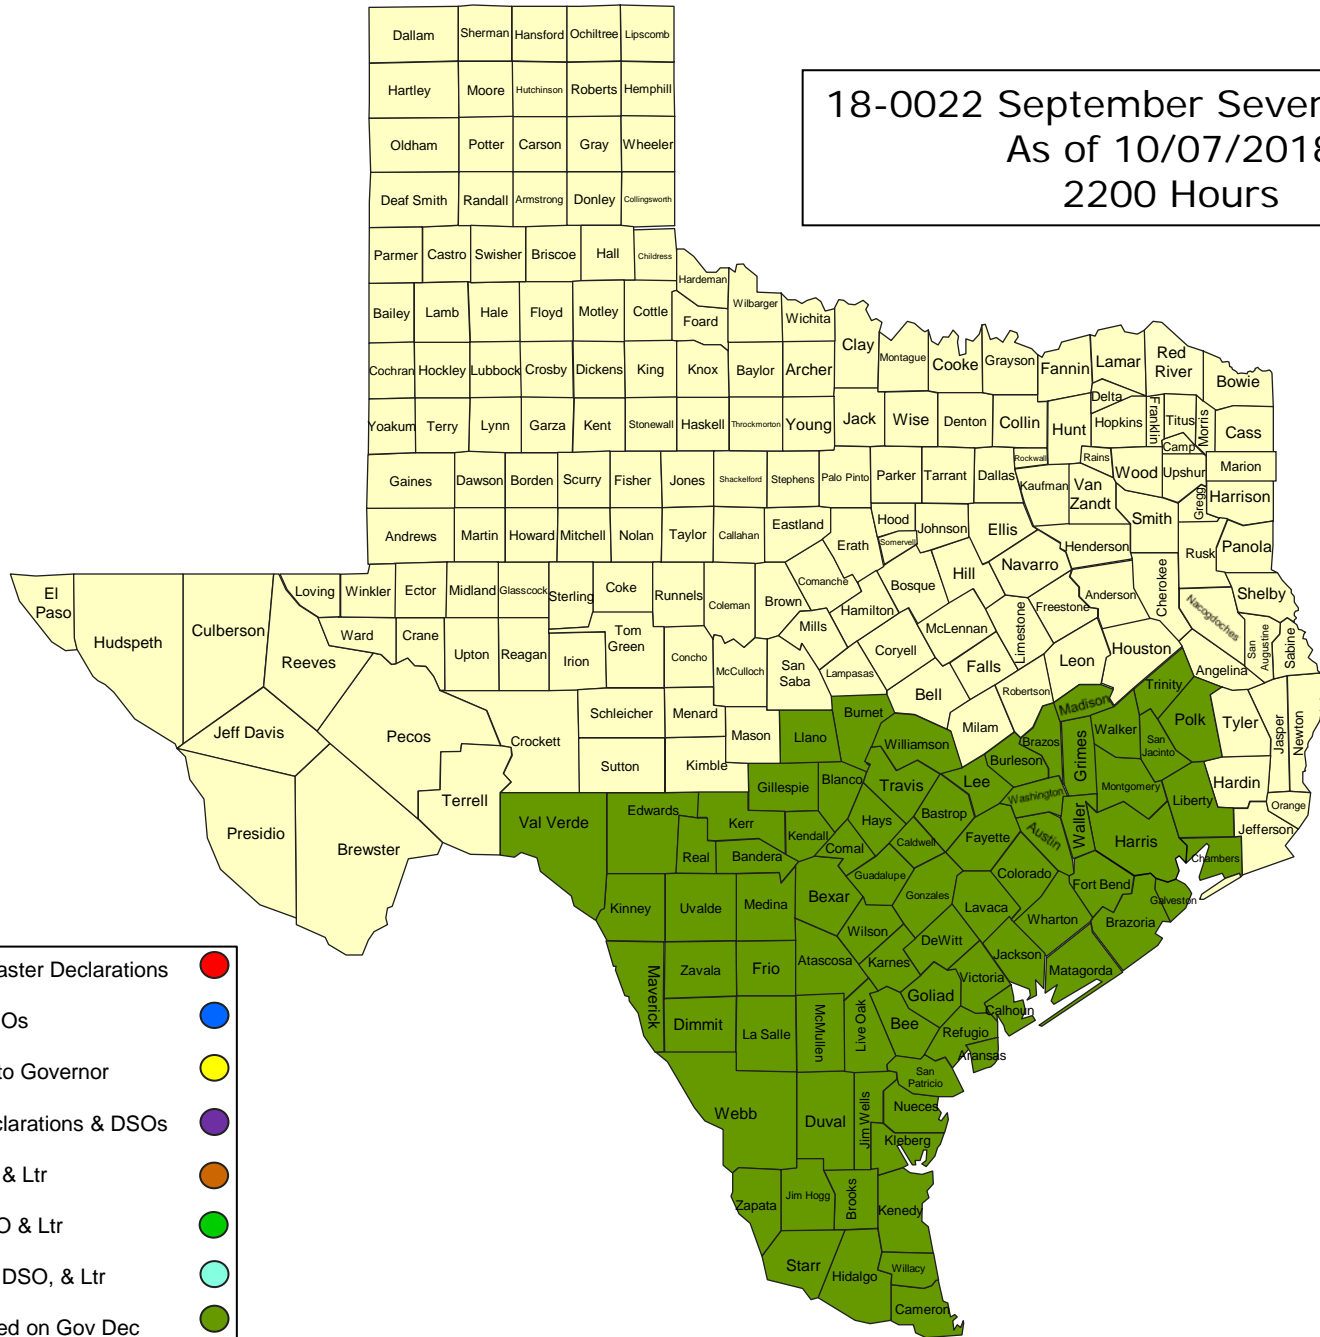 Dallam Sherman Hansford Ochiltree Lipscomb
Hartley Moore Hutchinson Roberts Hemphill
18-0022 September Sever
As of 10/07/2018
2200 Hours
Oldham Potter Carson Gray Wheeler
Deaf Smith Randall Armstrong Donley Collingsworth
Parmer Castro Swisher Briscoe Hall Childress
Hardeman
Wilbarger
Bailey Lamb Hale Floyd Motley Cottle Foard Wichita
Clay Montague Cooke Grayson Fannin Lamar Red
River
Bowie
Cochran Hockley Lubbock Crosby Dickens King Knox Baylor Archer
Delta
Yoakum Terry Lynn Garza Kent Stonewall Haskell Throckmorton Young Jack Wise Denton Collin Hunt Hopkins Franklin Titus Morris Cass
Camp
Rockwall Rains
Gaines Dawson Borden Scurry Fisher Jones Shackelford Stephens Palo Pinto Parker Tarrant Dallas Kaufman Van
Zandt
Wood Upshur Marion
Gregg Harrison
Andrews Martin Howard Mitchell Nolan Taylor Callahan Eastland Erath Hood Somervell Johnson Ellis Henderson Smith Rusk Panola
El
Paso
Hudspeth Culberson Loving Winkler Ector Midland Glasscock Sterling Coke Runnels Coleman Brown Comanche Hamilton Bosque Hill Navarro Freestone Anderson Cherokee Nacogdoches Shelby
Reeves Ward Crane Upton Reagan Irion Tom
Green
Concho McCulloch San
Saba
Mills Lampasas Coryell McLennan Limestone Falls Leon Houston Angelina San
Augustine
Sabine
Bell Robertson Milam
Jeff Davis Pecos Crockett Schleicher Menard Mason
Sutton Kimble
Terrell
Presidio Brewster
Llano Burnet Williamson Brazos Madison Grimes Walker Trinity San
Jacinto
Polk Tyler Jasper Newton
Gillespie Blanco Travis Lee Burleson Washington Montgomery Liberty Hardin Orange
Jefferson
Val Verde Edwards Kerr Kendall Hays Bastrop Fayette Austin Waller Harris Chambers
Real Bandera Comal Caldwell Guadalupe Gonzales Colorado Fort Bend Galveston
Kinney Uvalde Medina Bexar Wilson Lavaca Wharton Brazoria
Maverick Zavala Frio Atascosa Karnes DeWitt Jackson Matagorda
Victoria
Dimmit La Salle McMullen Live Oak Bee Goliad Refugio Calhoun
Aransas
San
Patricio
Webb Duval Jim Wells Nueces
Kleberg
Zapata Jim Hogg Brooks Kenedy
Starr Hidalgo Willacy
Cameron
aster Declarations
Os
to Governor
clarations & DSOs
& Ltr
O & Ltr
DSO, & Ltr
ed on Gov Dec